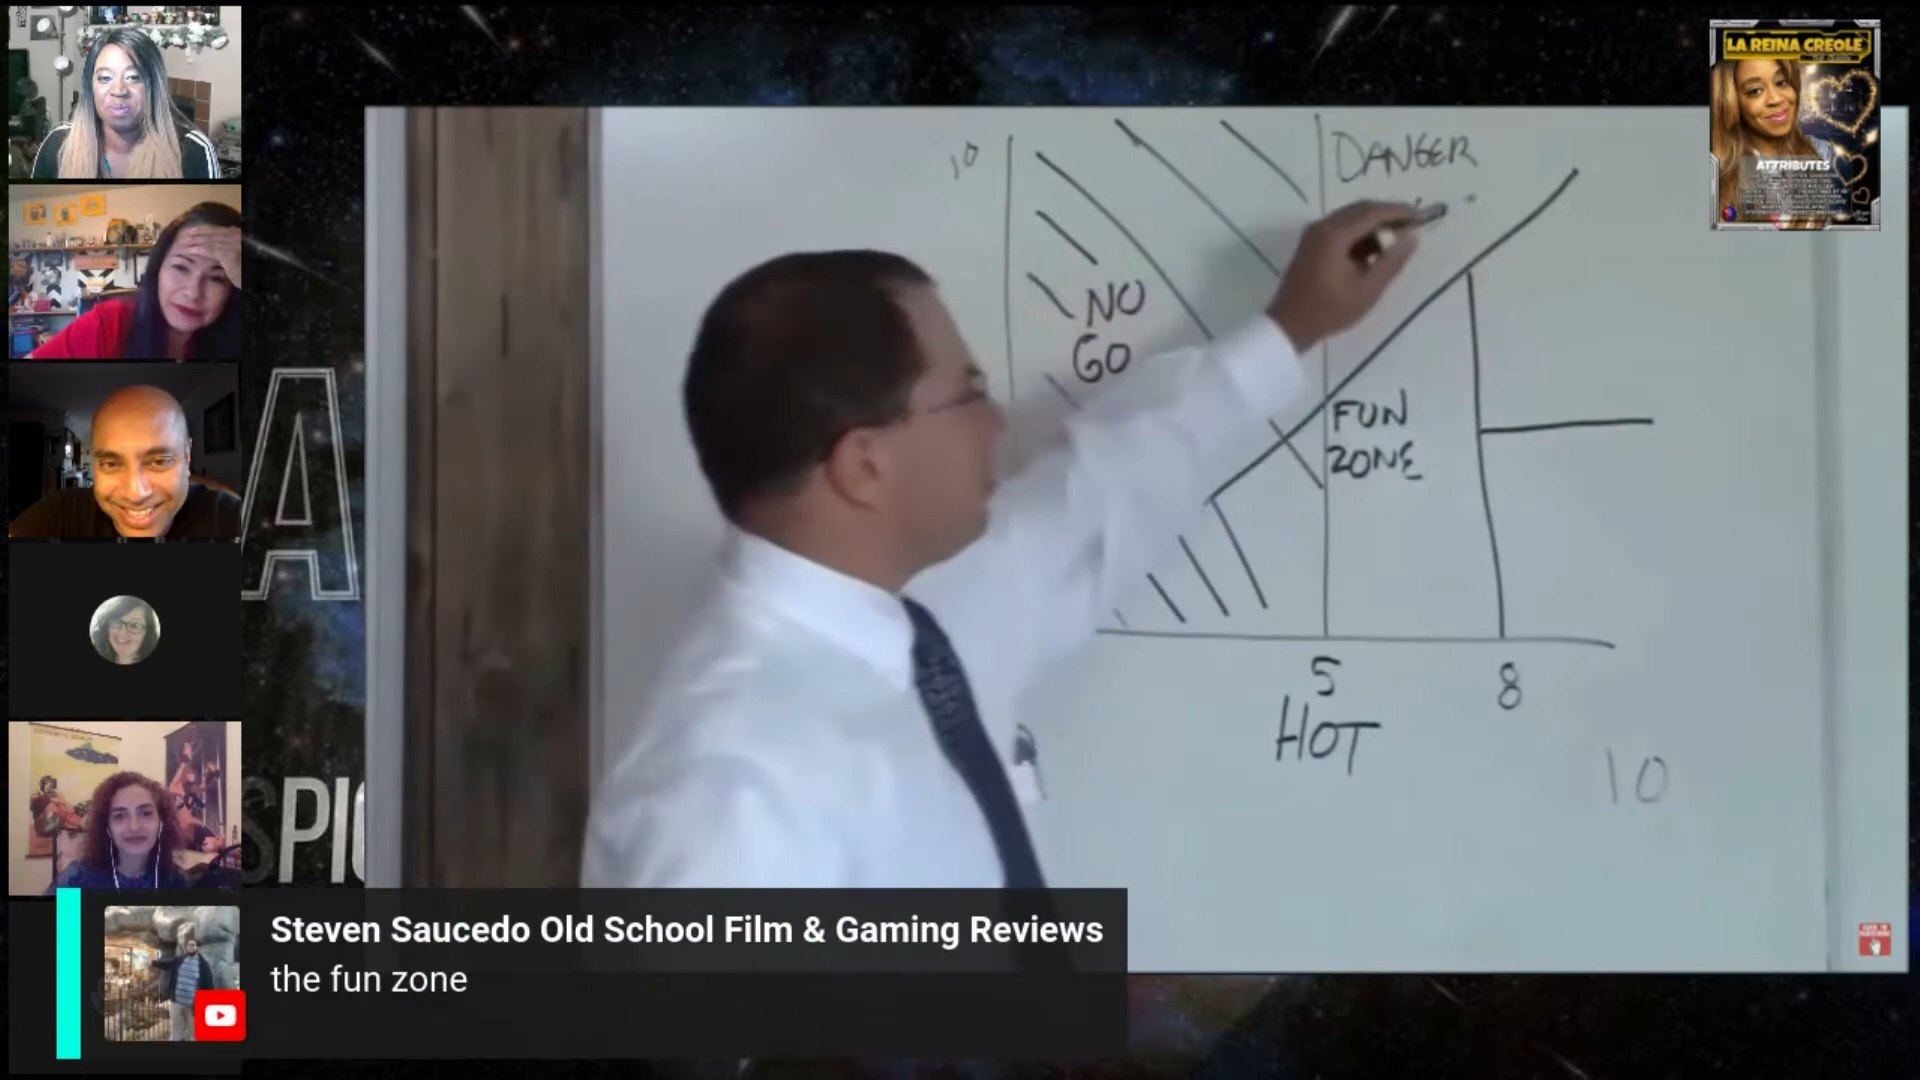 LA REINA CREOLE
ATTRIBUTES
10
DANGER
NO
GO
FUN
ZONE
5
8
HOT
10
A
SPI
Steven Saucedo Old School Film & Gaming Reviews
the fun zone